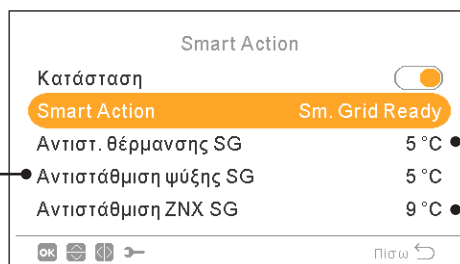 Smart Action
Κατάσταση
Smart Action Sm. Grid Ready
Αντιστ. θέρμανσης SG 5 °C
Αντιστάθμιση ψύξης SG 5 °C
Αντιστάθμιση ΖΝΧ SG 9 °C
OK Πίσω